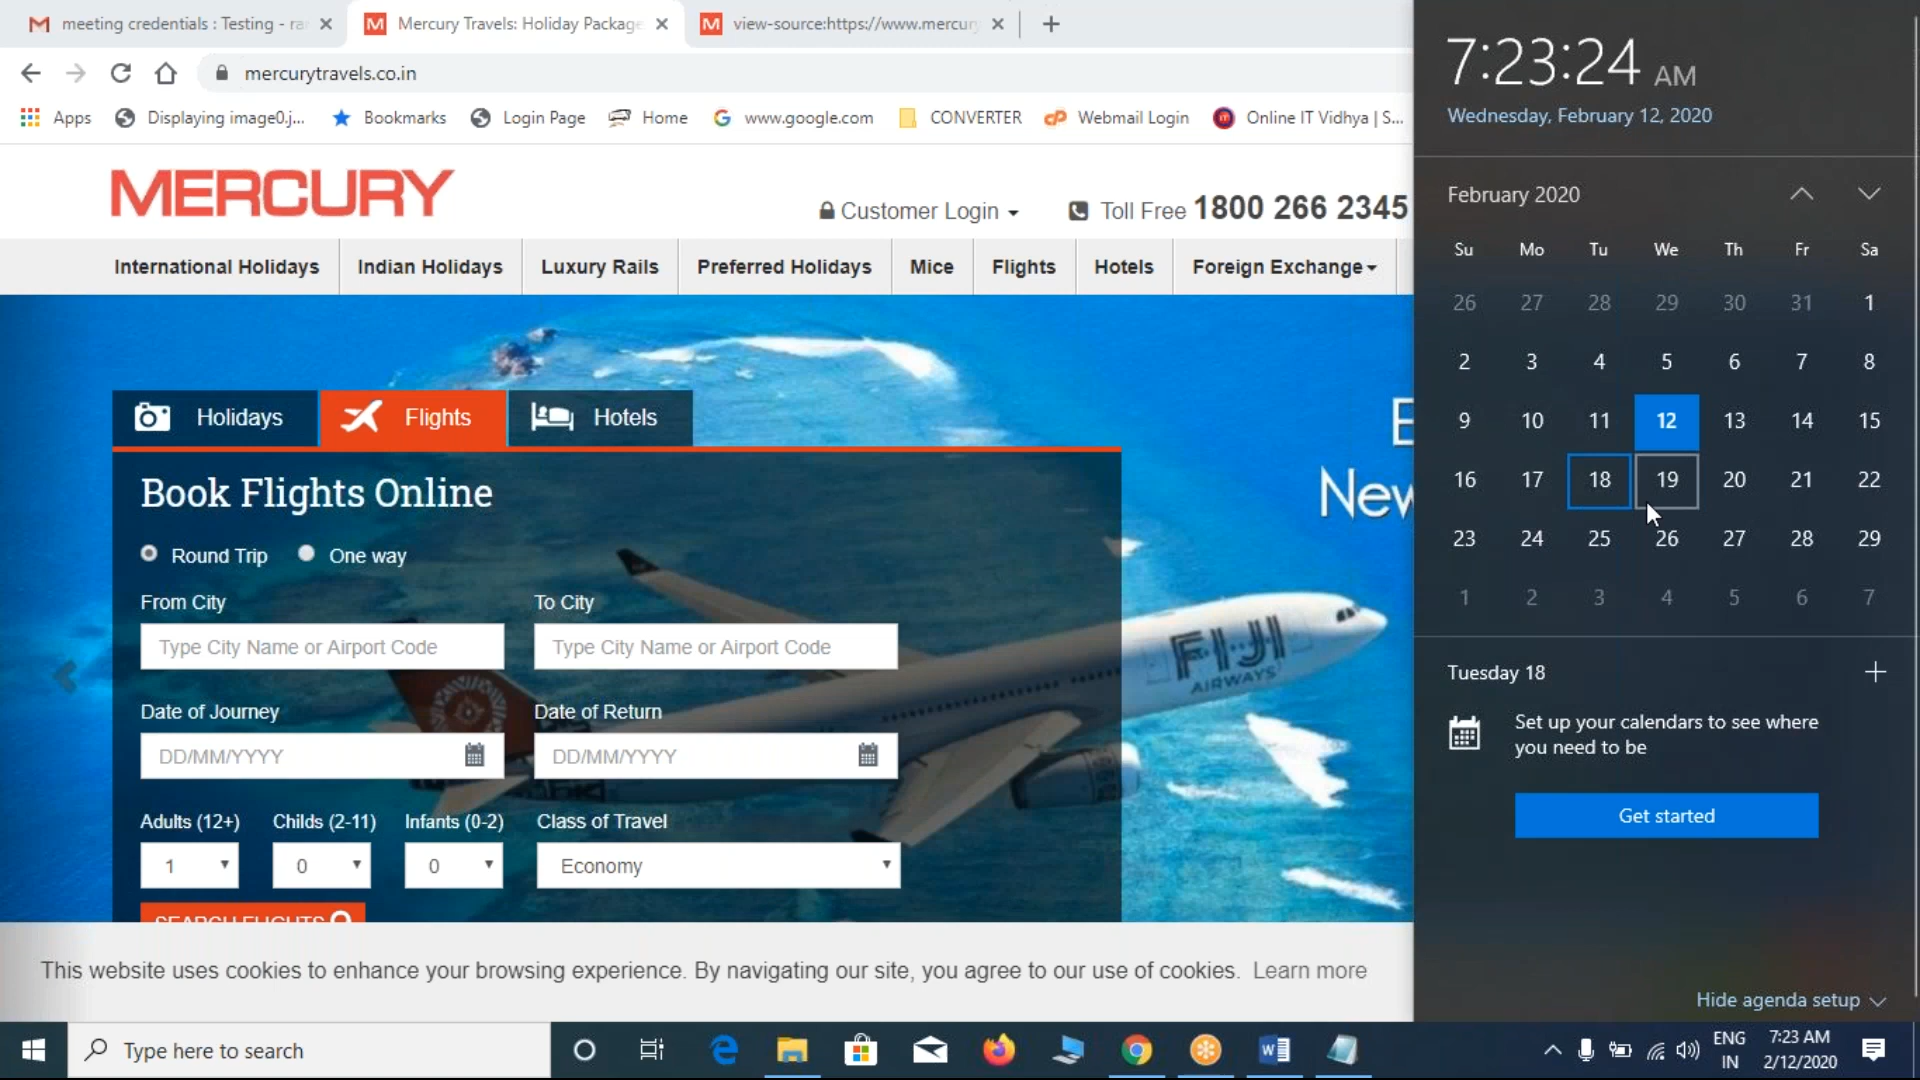 meeting credentials : Testing - ra
Mercury Travels: Holiday Package
view-source:https://www.mercury
mercurytravels.co.in
Apps
Displaying image0.j...
Bookmarks
Login Page
Home
www.google.com
CONVERTER
Webmail Login
Online IT Vidhya | S...
MERCURY
Customer Login
Toll Free 1800 266 2345
International Holidays
Indian Holidays
Luxury Rails
Preferred Holidays
Mice
Flights
Hotels
Foreign Exchange
Holidays
Flights
Hotels
Book Flights Online
Round Trip
One way
From City
To City
Type City Name or Airport Code
Type City Name or Airport Code
Date of Journey
Date of Return
DD/MM/YYYY
DD/MM/YYYY
Adults (12+)
Childs (2-11)
Infants (0-2)
Class of Travel
1
0
0
Economy
SEARCH FLIGHTS
FIJI
AIRWAYS
New
This website uses cookies to enhance your browsing experience. By navigating our site, you agree to our use of cookies. Learn more
7:23:24 AM
Wednesday, February 12, 2020
February 2020
Su Mo Tu We Th Fr Sa
26 27 28 29 30 31 1
2 3 4 5 6 7 8
9 10 11 12 13 14 15
16 17 18 19 20 21 22
23 24 25 26 27 28 29
1 2 3 4 5 6 7
Tuesday 18
Set up your calendars to see where
you need to be
Get started
Hide agenda setup
Type here to search
ENG
IN
7:23 AM
2/12/2020